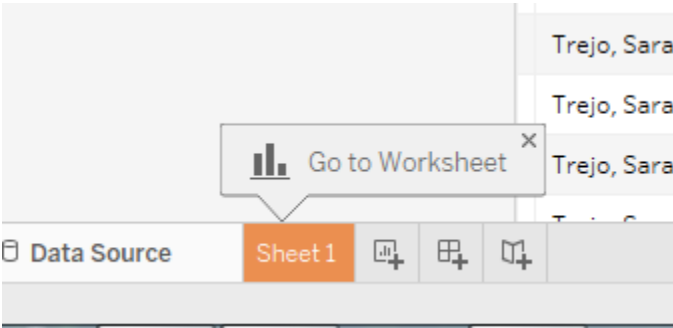 Trejo, Sara
Trejo, Sara
Go to Worksheet
Trejo, Sara
Data Source
Sheet 1